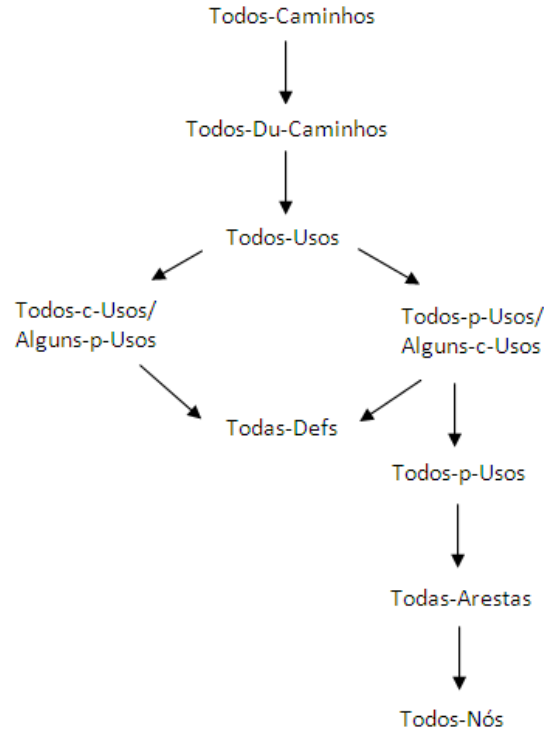 Todos-Caminhos
Todos-Du-Caminhos
Todos-Usos
Todos-c-Usos/
Alguns-p-Usos
Todos-p-Usos/
Alguns-c-Usos
Todas-Defs
Todos-p-Usos
Todas-Arestas
Todos-Nós